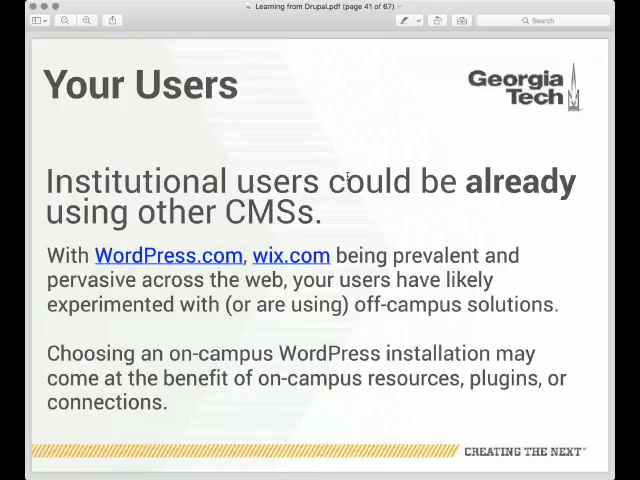 Learning from Drupal.pdf (page 41 of 67)
Search
Your Users
Georgia
Tech
Institutional users could be already
using other CMSs.
With WordPress.com, wix.com being prevalent and
pervasive across the web, your users have likely
experimented with (or are using) off-campus solutions.
Choosing an on-campus WordPress installation may
come at the benefit of on-campus resources, plugins, or
connections.
CREATING THE NEXT